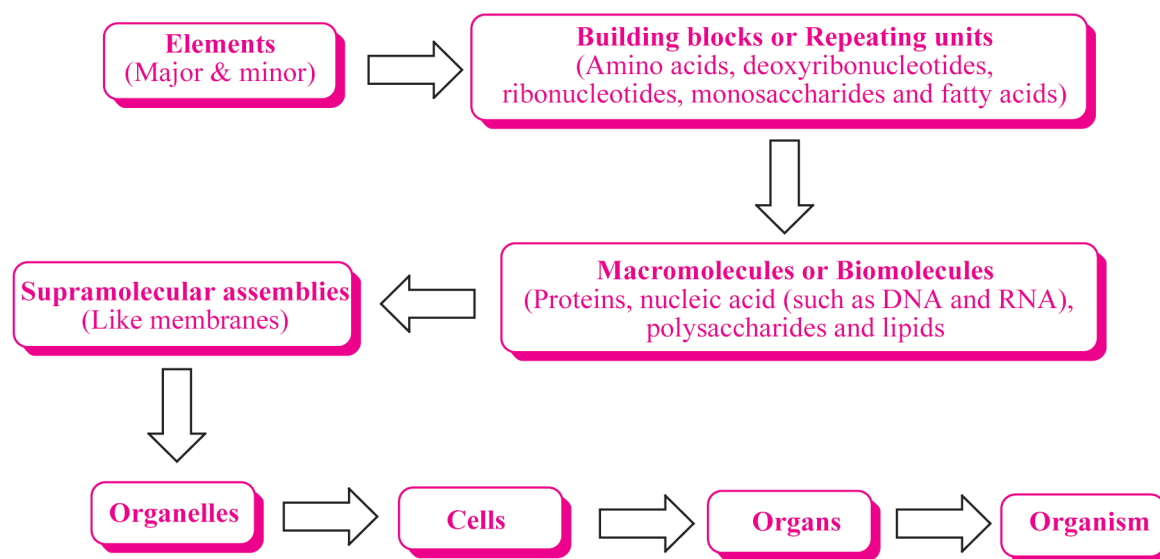 Elements
(Major & minor)
Building blocks or Repeating units
(Amino acids, deoxyribonucleotides,
ribonucleotides, monosaccharides and fatty acids)
Macromolecules or Biomolecules
(Proteins, nucleic acid (such as DNA and RNA),
polysaccharides and lipids
Supramolecular assemblies
(Like membranes)
Organelles
Cells
Organs
Organism